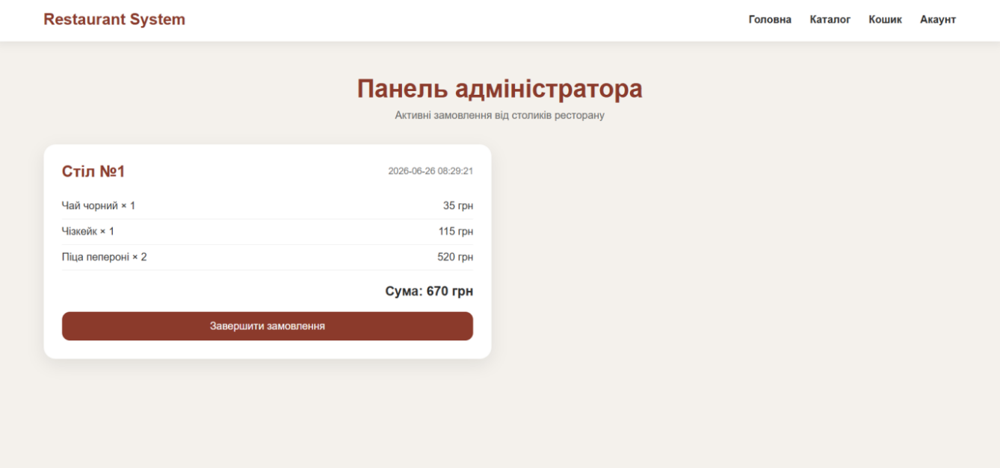 Restaurant System
Головна Каталог Кошик Акаунт
Панель адміністратора
Активні замовлення від столиків ресторану
Стіл №1 2026-06-26 08:29:21
Чай чорний × 1 35 грн
Чізкейк × 1 115 грн
Піца пепероні × 2 520 грн
Сума: 670 грн
Завершити замовлення